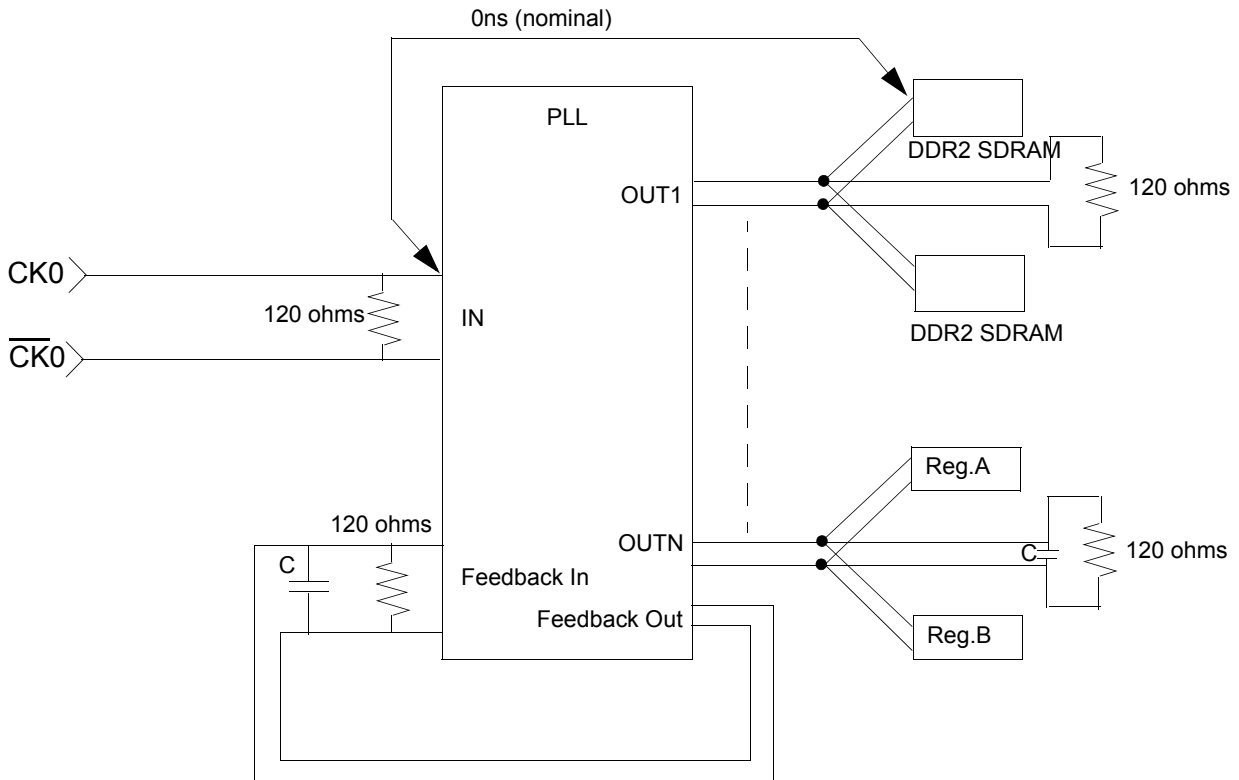 0ns (nominal)
PLL
DDR2 SDRAM
OUT1
120 ohms
CK0
120 ohms
IN
C̅K̅0
DDR2 SDRAM
Reg.A
120 ohms
OUTN
C
120 ohms
C
Feedback In
Feedback Out
Reg.B